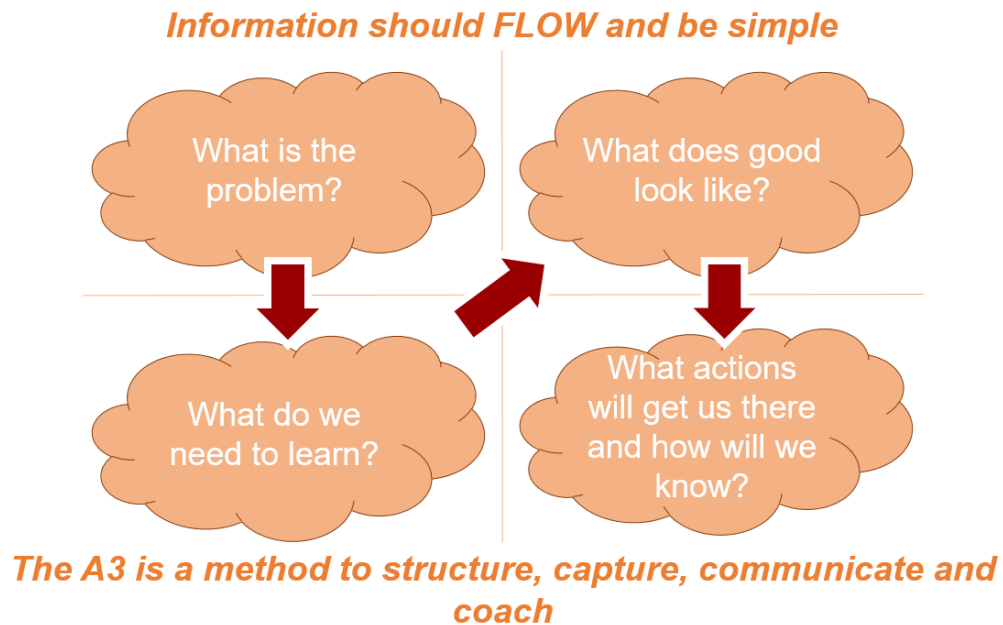 Information should FLOW and be simple
What is the
problem?
What do we
need to learn?
What does good
look like?
What actions
will get us there
and how will we
know?
The A3 is a method to structure, capture, communicate and
coach